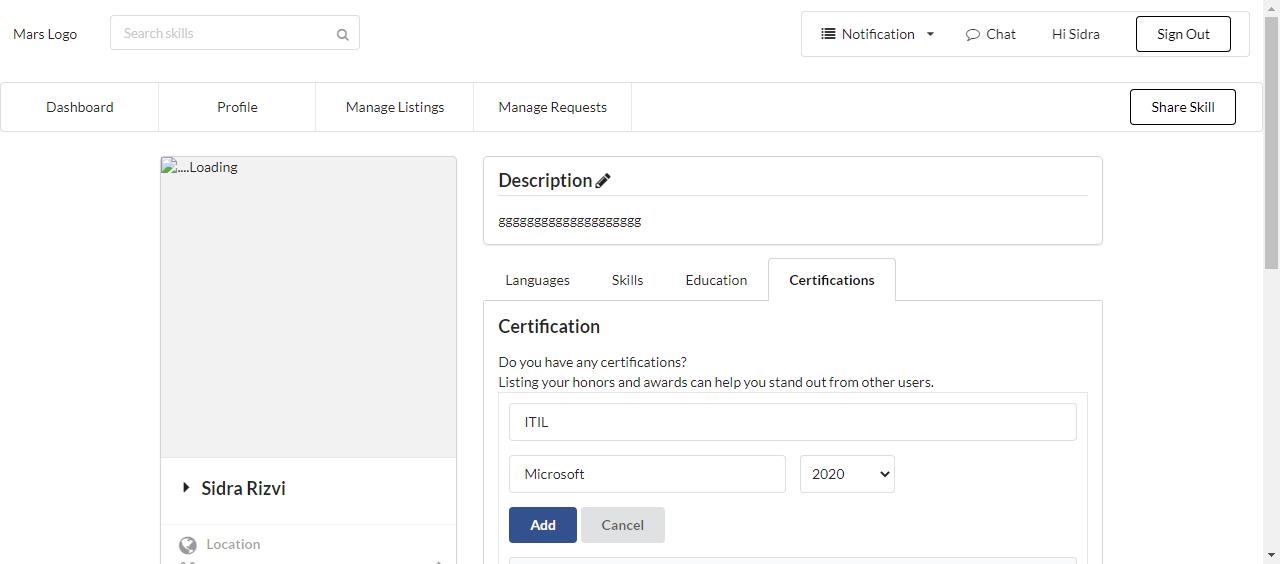 Mars Logo
Search skills
Notification
Chat
Hi Sidra
Sign Out
Dashboard
Profile
Manage Listings
Manage Requests
Share Skill
....Loading
Description
gggggggggggggggggggg
Languages
Skills
Education
Certifications
Certification
Do you have any certifications?
Listing your honors and awards can help you stand out from other users.
ITIL
Microsoft
2020
Add
Cancel
Sidra Rizvi
Location